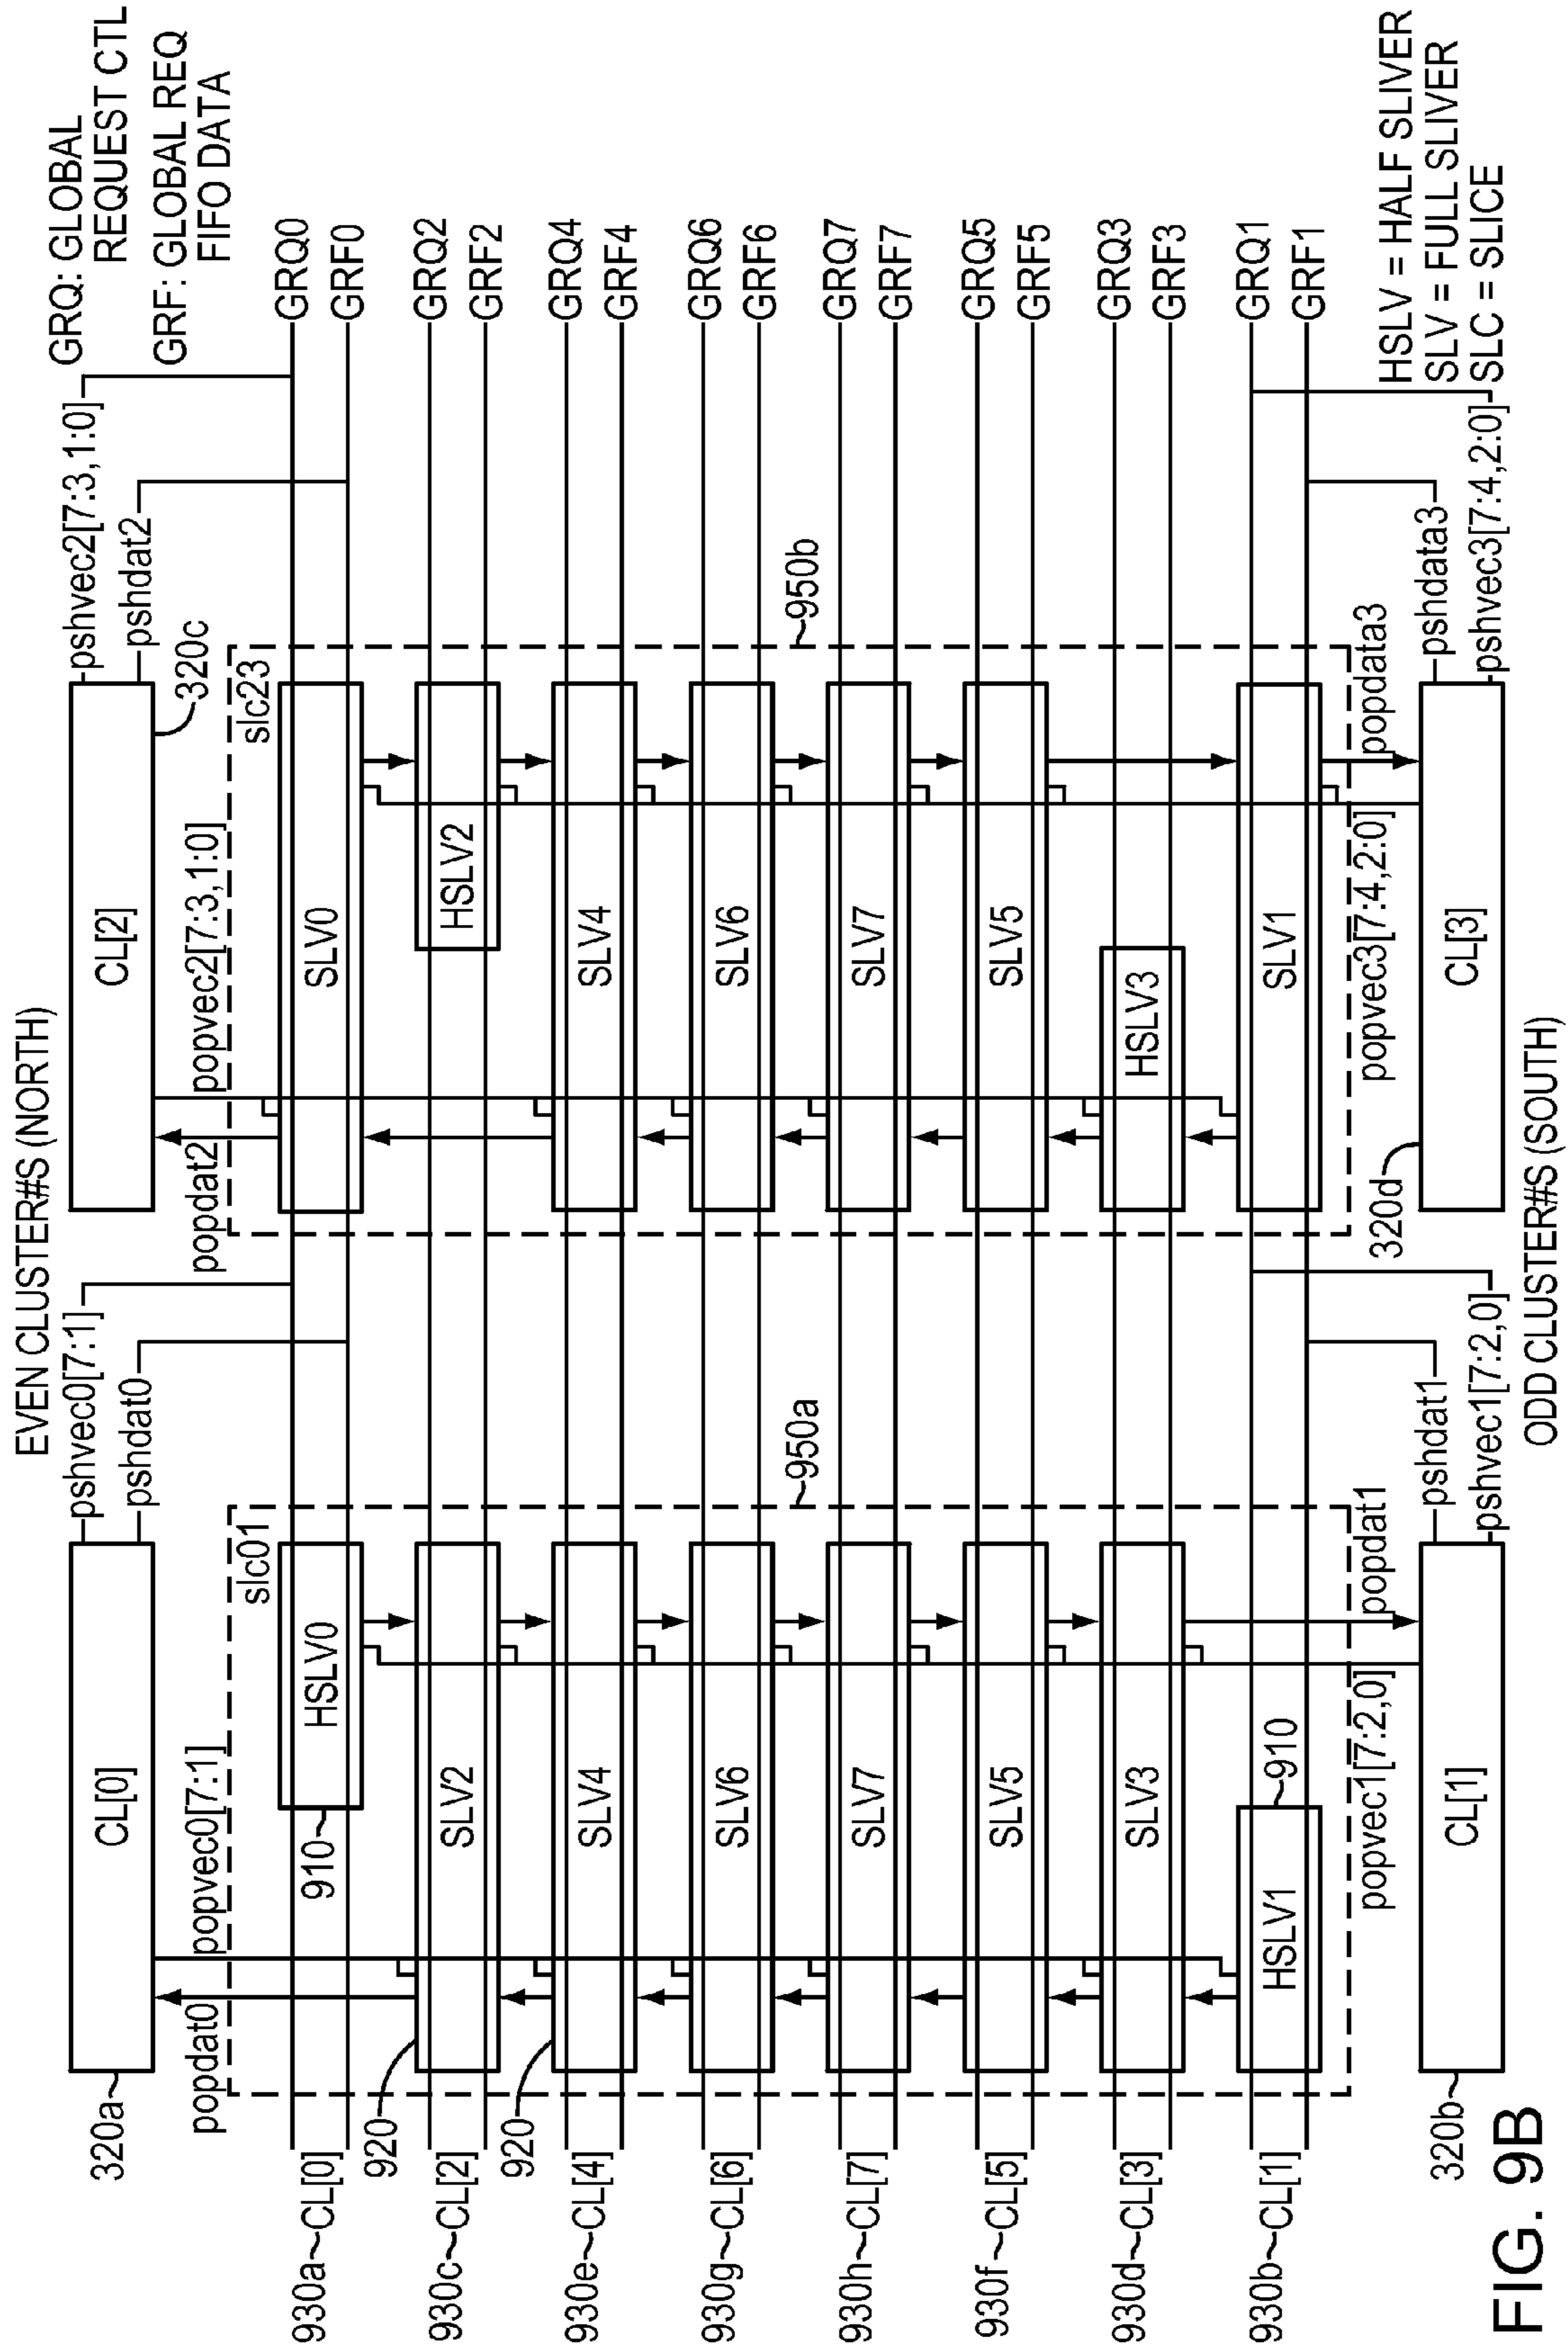 EVEN CLUSTER#S (NORTH)
GRQ: GLOBAL
REQUEST CTL
GRF: GLOBAL REQ
FIFO DATA
320a
CL[0]
pshvec0[7:1]
pshdat0
CL[2]
pshvec2[7:3,1:0]
pshdat2
320c
popdat0
popvec0[7:1]
slc01
popdat2
popvec2[7:3,1:0]
slc23
930a
CL[0]
910
HSLV0
SLV0
GRQ0
GRF0
920
930c
CL[2]
SLV2
HSLV2
GRQ2
GRF2
920
930e
CL[4]
SLV4
SLV4
GRQ4
GRF4
930g
CL[6]
SLV6
SLV6
GRQ6
GRF6
950a
950b
930h
CL[7]
SLV7
SLV7
GRQ7
GRF7
930f
CL[5]
SLV5
SLV5
GRQ5
GRF5
930d
CL[3]
SLV3
HSLV3
GRQ3
GRF3
930b
CL[1]
HSLV1
910
SLV1
GRQ1
GRF1
popvec1[7:2,0]
popdat1
320d
popvec3[7:4,2:0]
popdata3
320b
CL[1]
pshdat1
pshvec1[7:2,0]
CL[3]
pshdata3
pshvec3[7:4,2:0]
HSLV = HALF SLIVER
SLV = FULL SLIVER
SLC = SLICE
ODD CLUSTER#S (SOUTH)
FIG. 9B